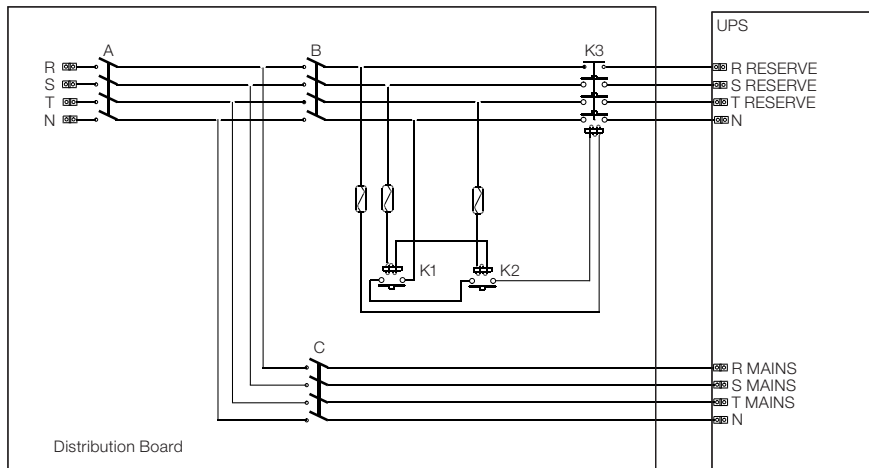 UPS
A
B
K3
R
R RESERVE
S
S RESERVE
T
T RESERVE
N
N
K1
K2
C
R MAINS
S MAINS
T MAINS
N
Distribution Board